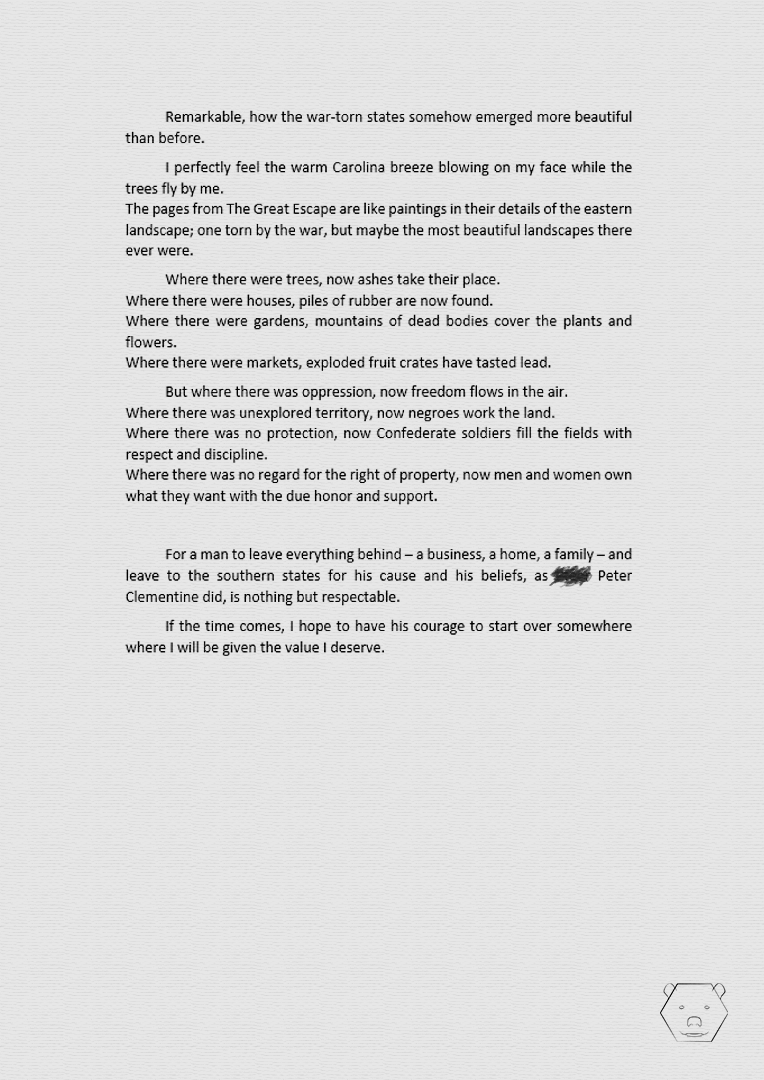 Remarkable, how the war-torn states somehow emerged more beautiful
than before.
I perfectly feel the warm Carolina breeze blowing on my face while the
trees fly by me.
The pages from The Great Escape are like paintings in their details of the eastern
landscape; one torn by the war, but maybe the most beautiful landscapes there
ever were.
Where there were trees, now ashes take their place.
Where there were houses, piles of rubber are now found.
Where there were gardens, mountains of dead bodies cover the plants and
flowers.
Where there were markets, exploded fruit crates have tasted lead.
But where there was oppression, now freedom flows in the air.
Where there was unexplored territory, now negroes work the land.
Where there was no protection, now Confederate soldiers fill the fields with
respect and discipline.
Where there was no regard for the right of property, now men and women own
what they want with the due honor and support.
For a man to leave everything behind – a business, a home, a family – and
leave to the southern states for his cause and his beliefs, as Peter
Clementine did, is nothing but respectable.
If the time comes, I hope to have his courage to start over somewhere
where I will be given the value I deserve.